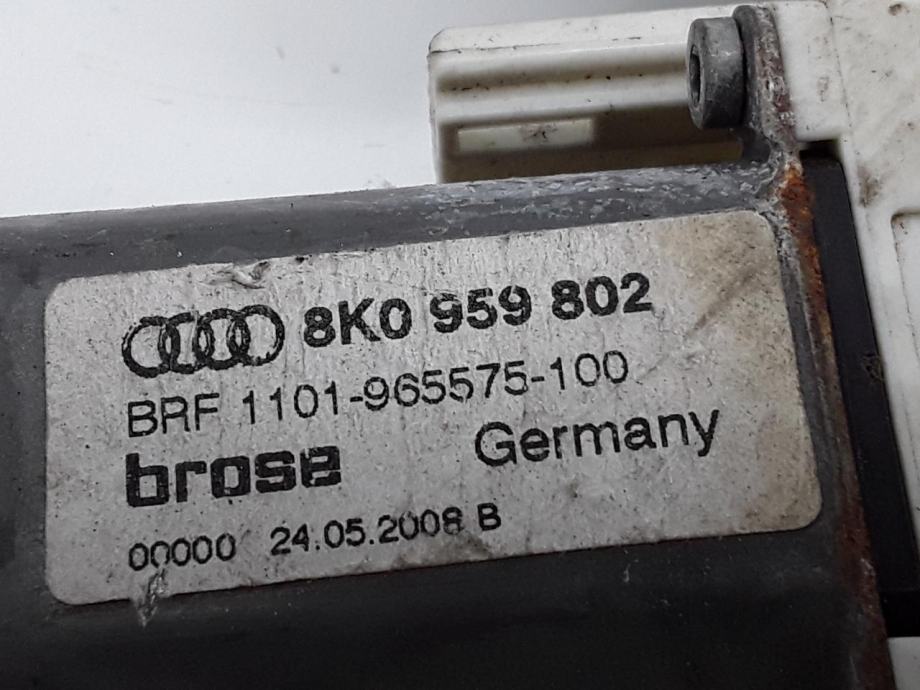 8K0 959 802
BRF 1101-965575-100
brose Germany
00000 24.05.2008 B